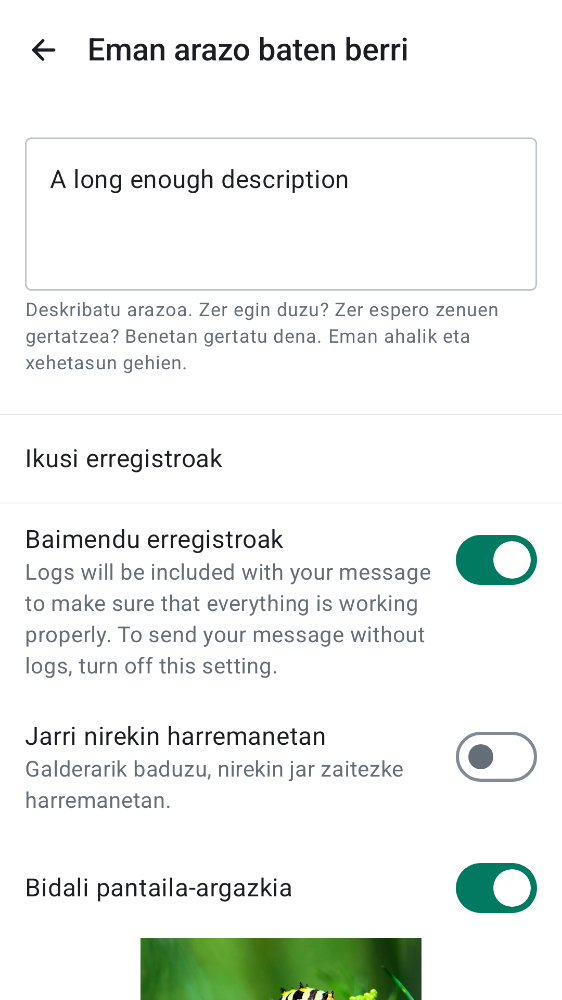 Eman arazo baten berri
A long enough description
Deskribatu arazoa. Zer egin duzu? Zer espero zenuen
gertatzea? Benetan gertatu dena. Eman ahalik eta
xehetasun gehien.
Ikusi erregistroak
Baimendu erregistroak
Logs will be included with your message
to make sure that everything is working
properly. To send your message without
logs, turn off this setting.
Jarri nirekin harremanetan
Galderarik baduzu, nirekin jar zaitezke
harremanetan.
Bidali pantaila-argazkia